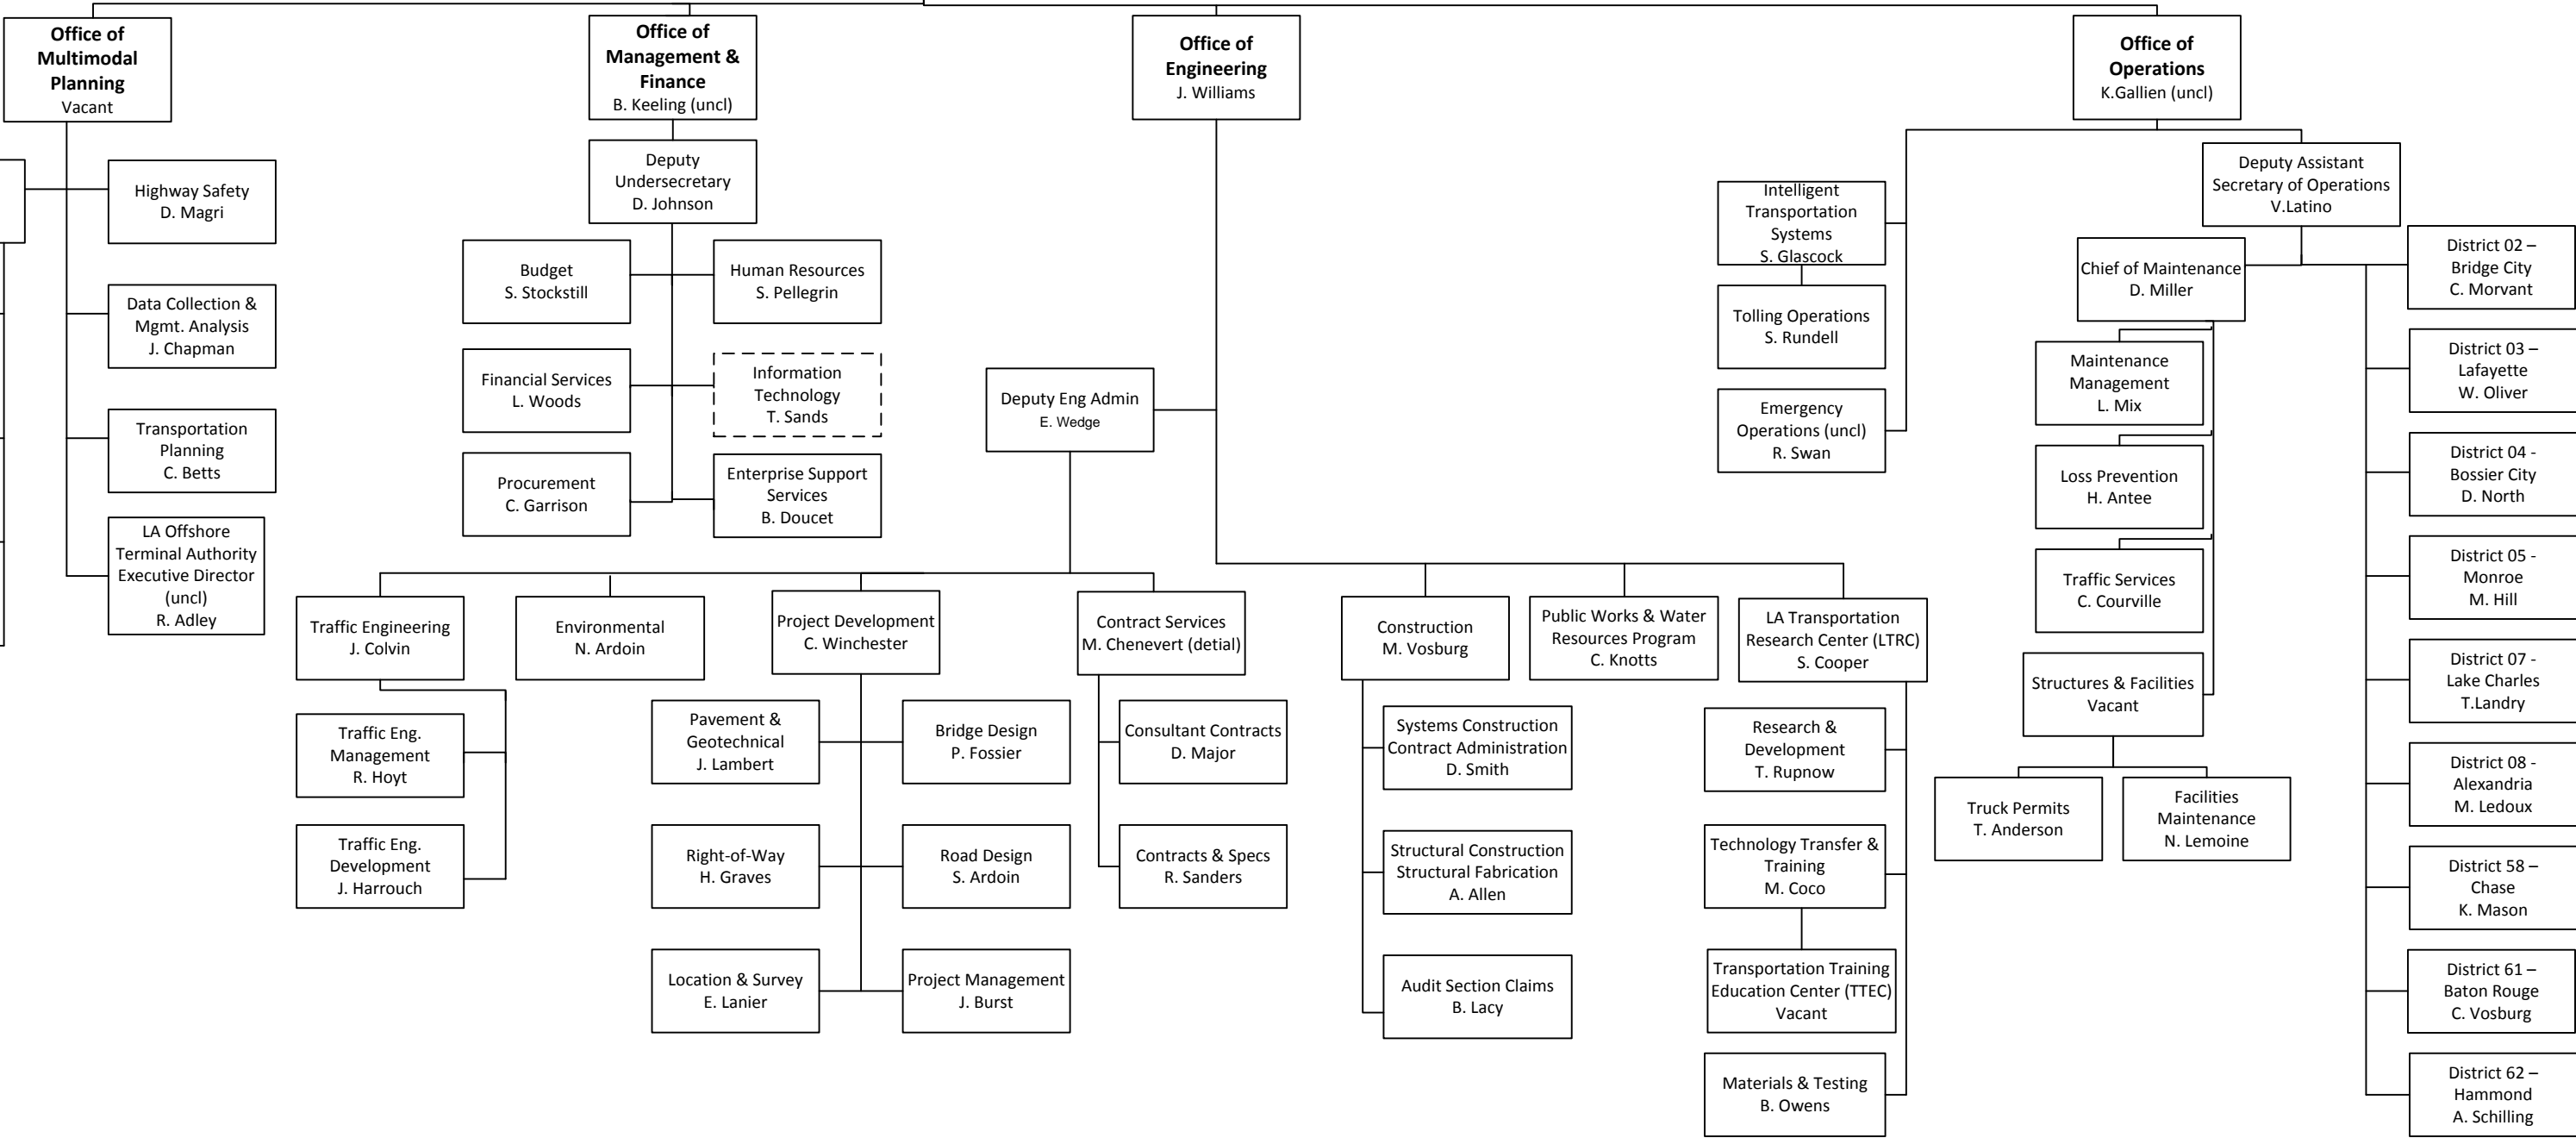 Office of
Multimodal
Planning
Vacant
Highway Safety
D. Magri
Data Collection &
Mgmt. Analysis
J. Chapman
Transportation
Planning
C. Betts
LA Offshore
Terminal Authority
Executive Director
(uncl)
R. Adley
Office of
Management &
Finance
B. Keeling (uncl)
Deputy
Undersecretary
D. Johnson
Budget
S. Stockstill
Human Resources
S. Pellegrin
Financial Services
L. Woods
Information
Technology
T. Sands
Procurement
C. Garrison
Enterprise Support
Services
B. Doucet
Office of
Engineering
J. Williams
Deputy Eng Admin
E. Wedge
Traffic Engineering
J. Colvin
Traffic Eng.
Management
R. Hoyt
Traffic Eng.
Development
J. Harrouch
Environmental
N. Ardoin
Project Development
C. Winchester
Pavement &
Geotechnical
J. Lambert
Bridge Design
P. Fossier
Right-of-Way
H. Graves
Road Design
S. Ardoin
Location & Survey
E. Lanier
Project Management
J. Burst
Contract Services
M. Chenevert (detial)
Consultant Contracts
D. Major
Contracts & Specs
R. Sanders
Construction
M. Vosburg
Systems Construction
Contract Administration
D. Smith
Structural Construction
Structural Fabrication
A. Allen
Audit Section Claims
B. Lacy
Public Works & Water
Resources Program
C. Knotts
LA Transportation
Research Center (LTRC)
S. Cooper
Research &
Development
T. Rupnow
Technology Transfer &
Training
M. Coco
Transportation Training
Education Center (TTEC)
Vacant
Materials & Testing
B. Owens
Office of
Operations
K.Gallien (uncl)
Intelligent
Transportation
Systems
S. Glascock
Tolling Operations
S. Rundell
Emergency
Operations (uncl)
R. Swan
Deputy Assistant
Secretary of Operations
V.Latino
Chief of Maintenance
D. Miller
Maintenance
Management
L. Mix
Loss Prevention
H. Antee
Traffic Services
C. Courville
Structures & Facilities
Vacant
Truck Permits
T. Anderson
Facilities
Maintenance
N. Lemoine
District 02 –
Bridge City
C. Morvant
District 03 –
Lafayette
W. Oliver
District 04 -
Bossier City
D. North
District 05 -
Monroe
M. Hill
District 07 -
Lake Charles
T.Landry
District 08 -
Alexandria
M. Ledoux
District 58 –
Chase
K. Mason
District 61 –
Baton Rouge
C. Vosburg
District 62 –
Hammond
A. Schilling